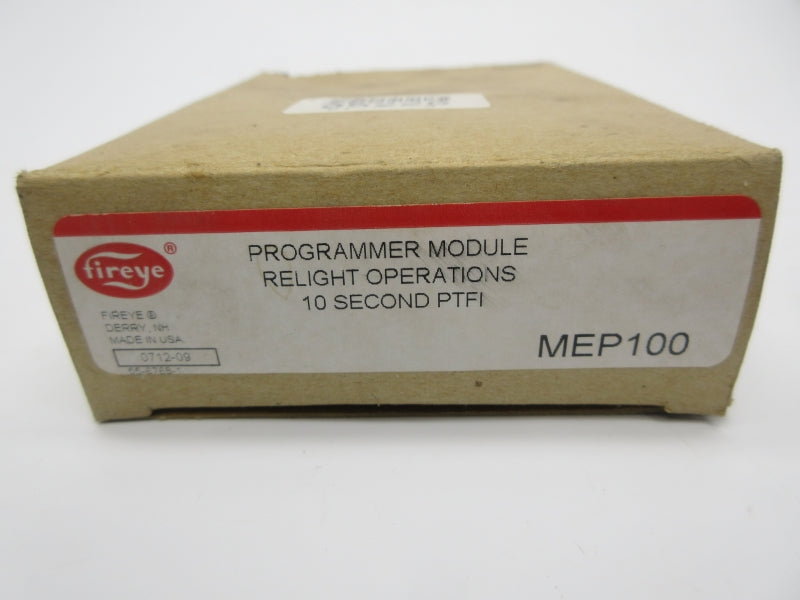 fireye®
PROGRAMMER MODULE
RELIGHT OPERATIONS
10 SECOND PTFI
FIREYE ®
DERRY, NH
MADE IN USA
0712-09
MEP100